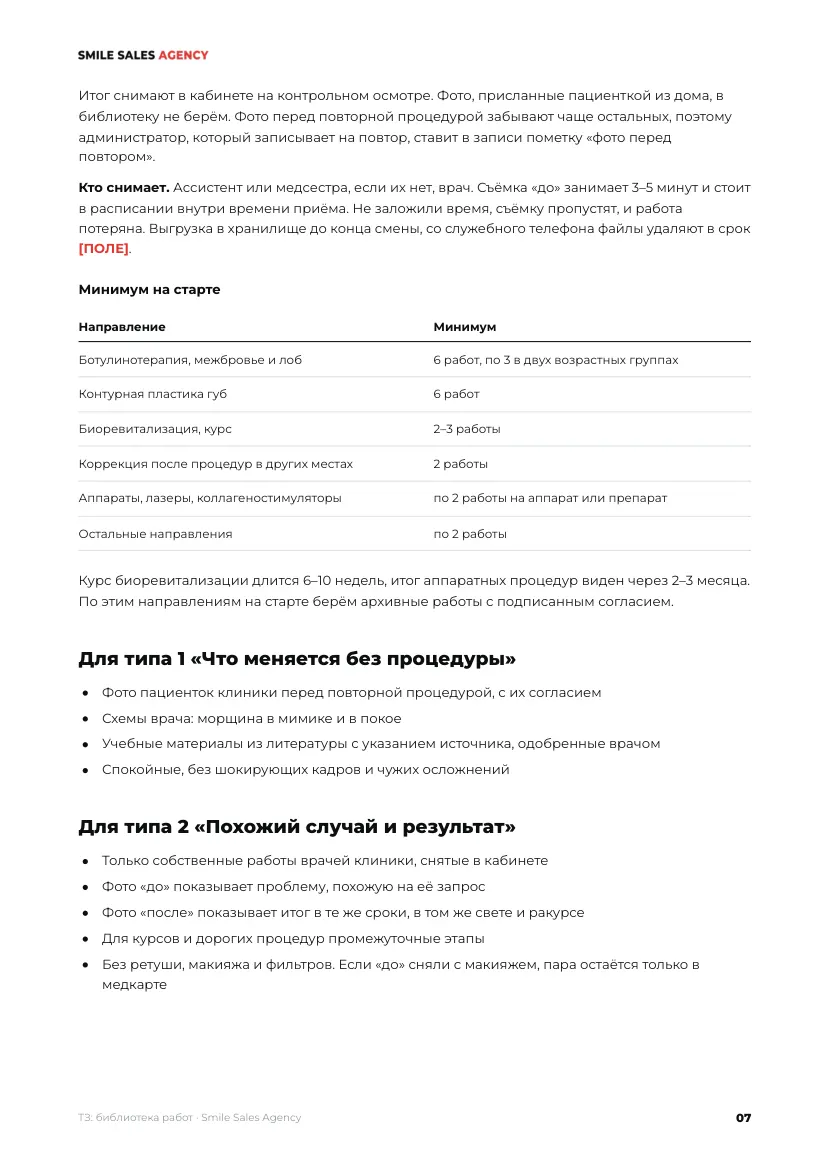 SMILE SALES AGENCY
Итог снимают в кабинете на контрольном осмотре. Фото, присланные пациенткой из дома, в
библиотеку не берём. Фото перед повторной процедурой забывают чаще остальных, поэтому
администратор, который записывает на повтор, ставит в записи пометку «фото перед
повтором».
Кто снимает. Ассистент или медсестра, если их нет, врач. Съёмка «до» занимает 3–5 минут и стоит
в расписании внутри времени приёма. Не заложили время, съёмку пропустят, и работа
потеряна. Выгрузка в хранилище до конца смены, со служебного телефона файлы удаляют в срок
[ПОЛЕ].
Минимум на старте
Направление Минимум
Ботулинотерапия, межбровье и лоб 6 работ, по 3 в двух возрастных группах
Контурная пластика губ 6 работ
Биоревитализация, курс 2–3 работы
Коррекция после процедур в других местах 2 работы
Аппараты, лазеры, коллагеностимуляторы по 2 работы на аппарат или препарат
Остальные направления по 2 работы
Курс биоревитализации длится 6–10 недель, итог аппаратных процедур виден через 2–3 месяца.
По этим направлениям на старте берём архивные работы с подписанным согласием.
Для типа 1 «Что меняется без процедуры»
• Фото пациенток клиники перед повторной процедурой, с их согласием
• Схемы врача: морщина в мимике и в покое
• Учебные материалы из литературы с указанием источника, одобренные врачом
• Спокойные, без шокирующих кадров и чужих осложнений
Для типа 2 «Похожий случай и результат»
• Только собственные работы врачей клиники, снятые в кабинете
• Фото «до» показывает проблему, похожую на её запрос
• Фото «после» показывает итог в те же сроки, в том же свете и ракурсе
• Для курсов и дорогих процедур промежуточные этапы
• Без ретуши, макияжа и фильтров. Если «до» сняли с макияжем, пара остаётся только в
медкарте
ТЗ: библиотека работ · Smile Sales Agency 07